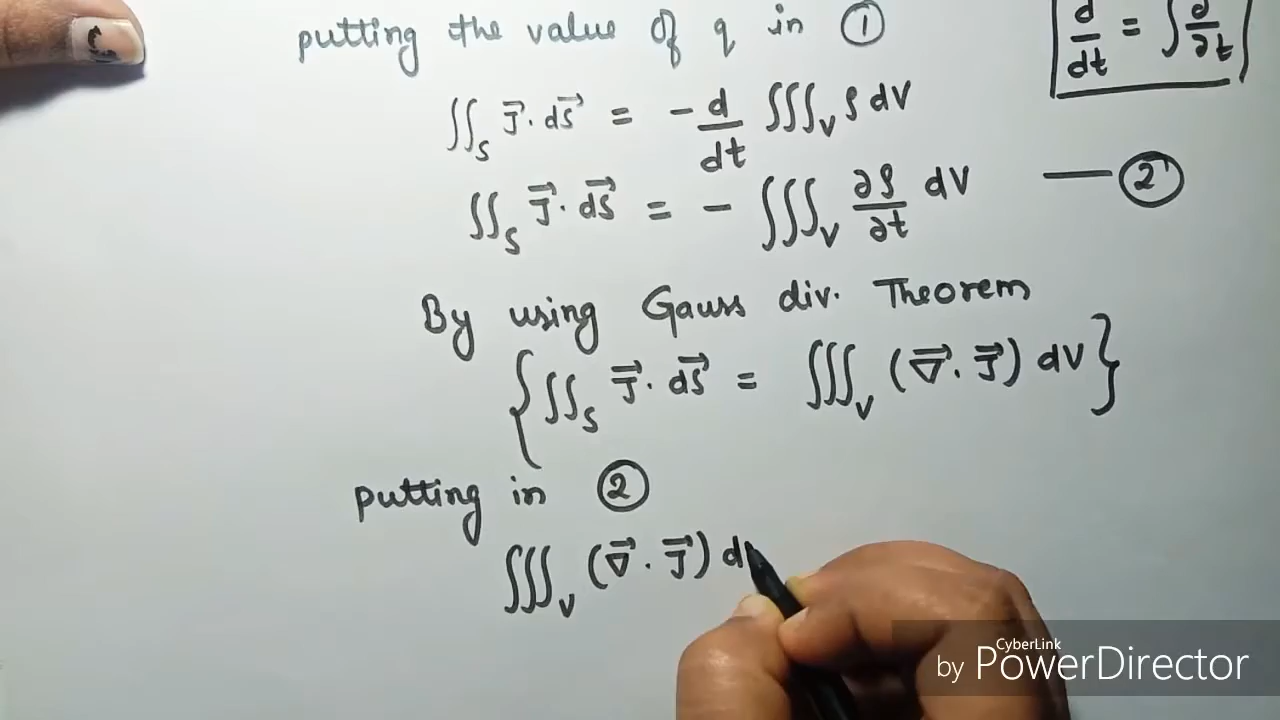 putting the value of q in ①
d/dt = ∫ ∂/∂t
∬_S J⃗ · dS⃗ = - d/dt ∭_V ρ dV
∬_S J⃗ · dS⃗ = - ∭_V ∂ρ/∂t dV — ②'
By using Gauss div. Theorem
{ ∬_S J⃗ · dS⃗ = ∭_V (∇⃗ · J⃗) dV }
putting in ②
∭_V (∇⃗ · J⃗) d
CyberLink
by PowerDirector